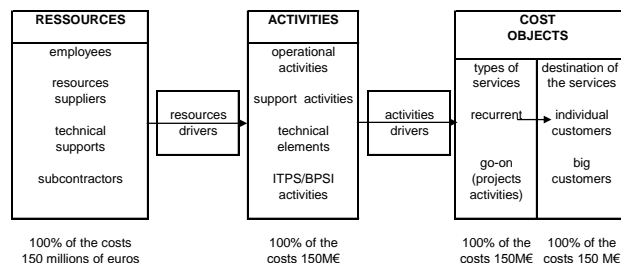 RESSOURCES
employees
resources
suppliers
technical
supports
subcontractors
100% of the costs
150 millions of euros
resources
drivers
ACTIVITIES
operational
activities
support activities
technical
elements
ITPS/BPSI
activities
100% of the
costs 150M€
activities
drivers
COST
OBJECTS
types of
services
recurrent
go-on
(projects
activities)
100% of the
costs 150M€
destination of
the services
individual
customers
big
customers
100% of the
costs 150 M€